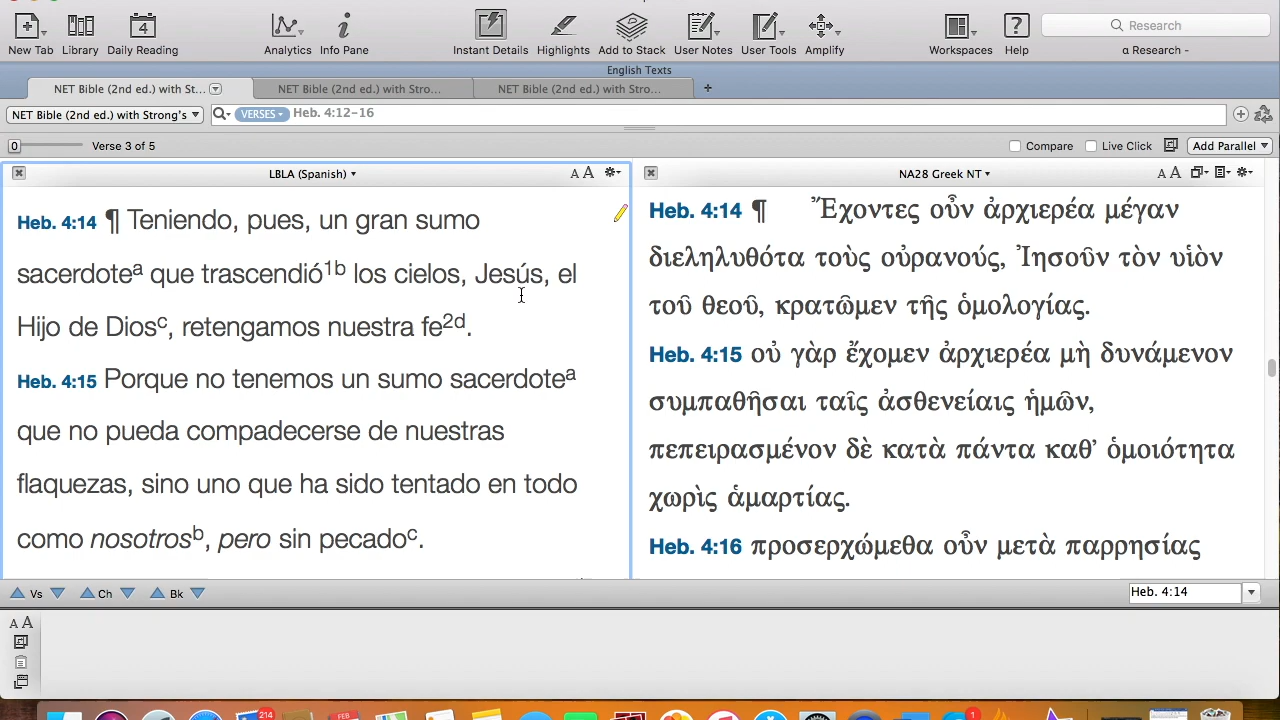 New Tab Library Daily Reading Analytics Info Pane Instant Details Highlights Add to Stack User Notes User Tools Amplify Workspaces Help Research
4
α Research -
English Texts
NET Bible (2nd ed.) with St... NET Bible (2nd ed.) with Stro... NET Bible (2nd ed.) with Stro... +
NET Bible (2nd ed.) with Strong's VERSES Heb. 4:12-16
0 Verse 3 of 5 Compare Live Click Add Parallel
LBLA (Spanish) A A
Heb. 4:14 ¶ Teniendo, pues, un gran sumo
sacerdoteª que trascendió¹ᵇ los cielos, Jesús, el
Hijo de Diosᶜ, retengamos nuestra fe²ᵈ.
Heb. 4:15 Porque no tenemos un sumo sacerdoteª
que no pueda compadecerse de nuestras
flaquezas, sino uno que ha sido tentado en todo
como nosotrosᵇ, pero sin pecadoᶜ.
NA28 Greek NT A A
Heb. 4:14 ¶ Ἔχοντες οὖν ἀρχιερέα μέγαν
διεληλυθότα τοὺς οὐρανούς, Ἰησοῦν τὸν υἱὸν
τοῦ θεοῦ, κρατῶμεν τῆς ὁμολογίας.
Heb. 4:15 οὐ γὰρ ἔχομεν ἀρχιερέα μὴ δυνάμενον
συμπαθῆσαι ταῖς ἀσθενείαις ἡμῶν,
πεπειρασμένον δὲ κατὰ πάντα καθ’ ὁμοιότητα
χωρὶς ἁμαρτίας.
Heb. 4:16 προσερχώμεθα οὖν μετὰ παρρησίας
Vs Ch Bk Heb. 4:14
A A
214 FEB 1